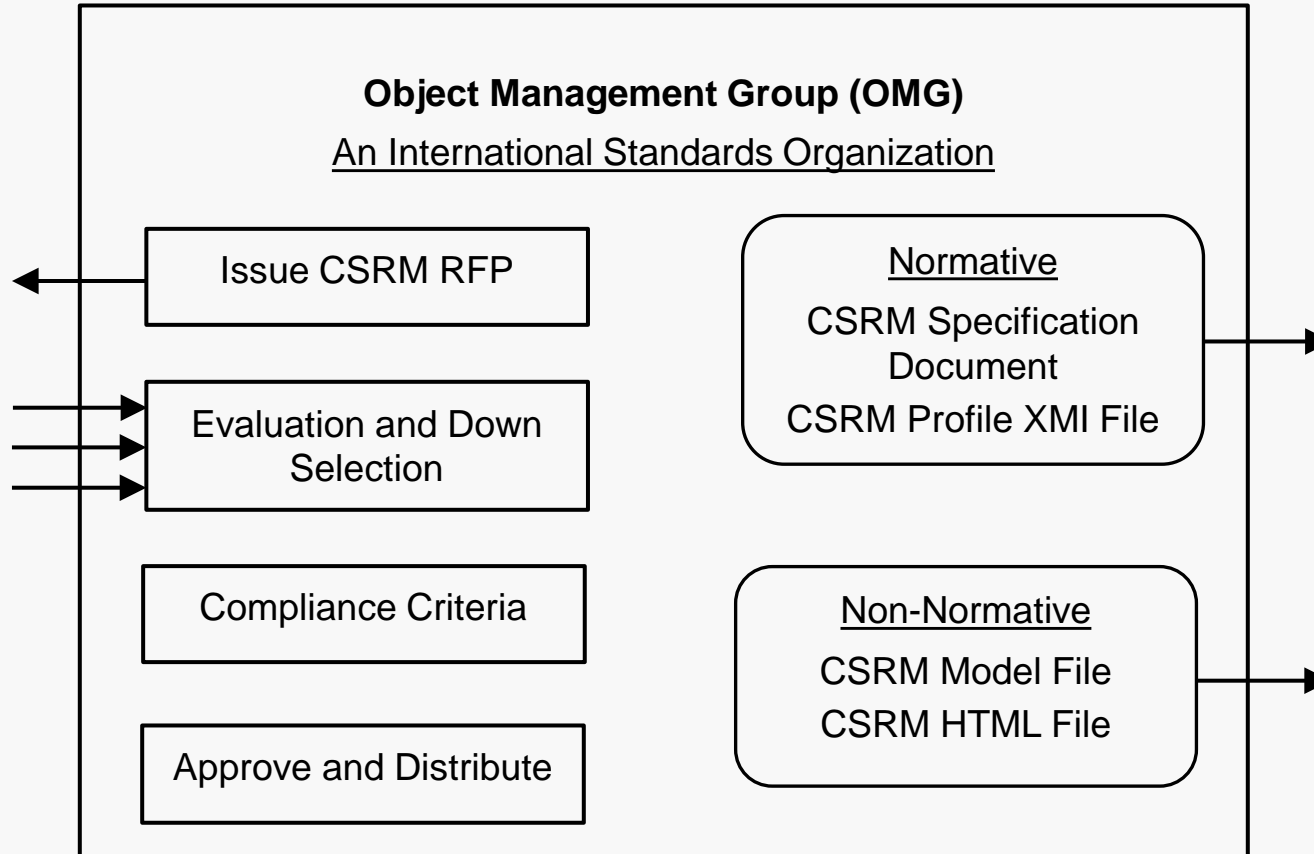 Object Management Group (OMG)
An International Standards Organization
Issue CSRM RFP
Evaluation and Down
Selection
Compliance Criteria
Approve and Distribute
Normative
CSRM Specification
Document
CSRM Profile XMI File
Non-Normative
CSRM Model File
CSRM HTML File